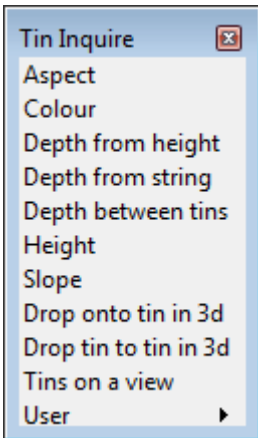 Tin Inquire
Aspect
Colour
Depth from height
Depth from string
Depth between tins
Height
Slope
Drop onto tin in 3d
Drop tin to tin in 3d
Tins on a view
User